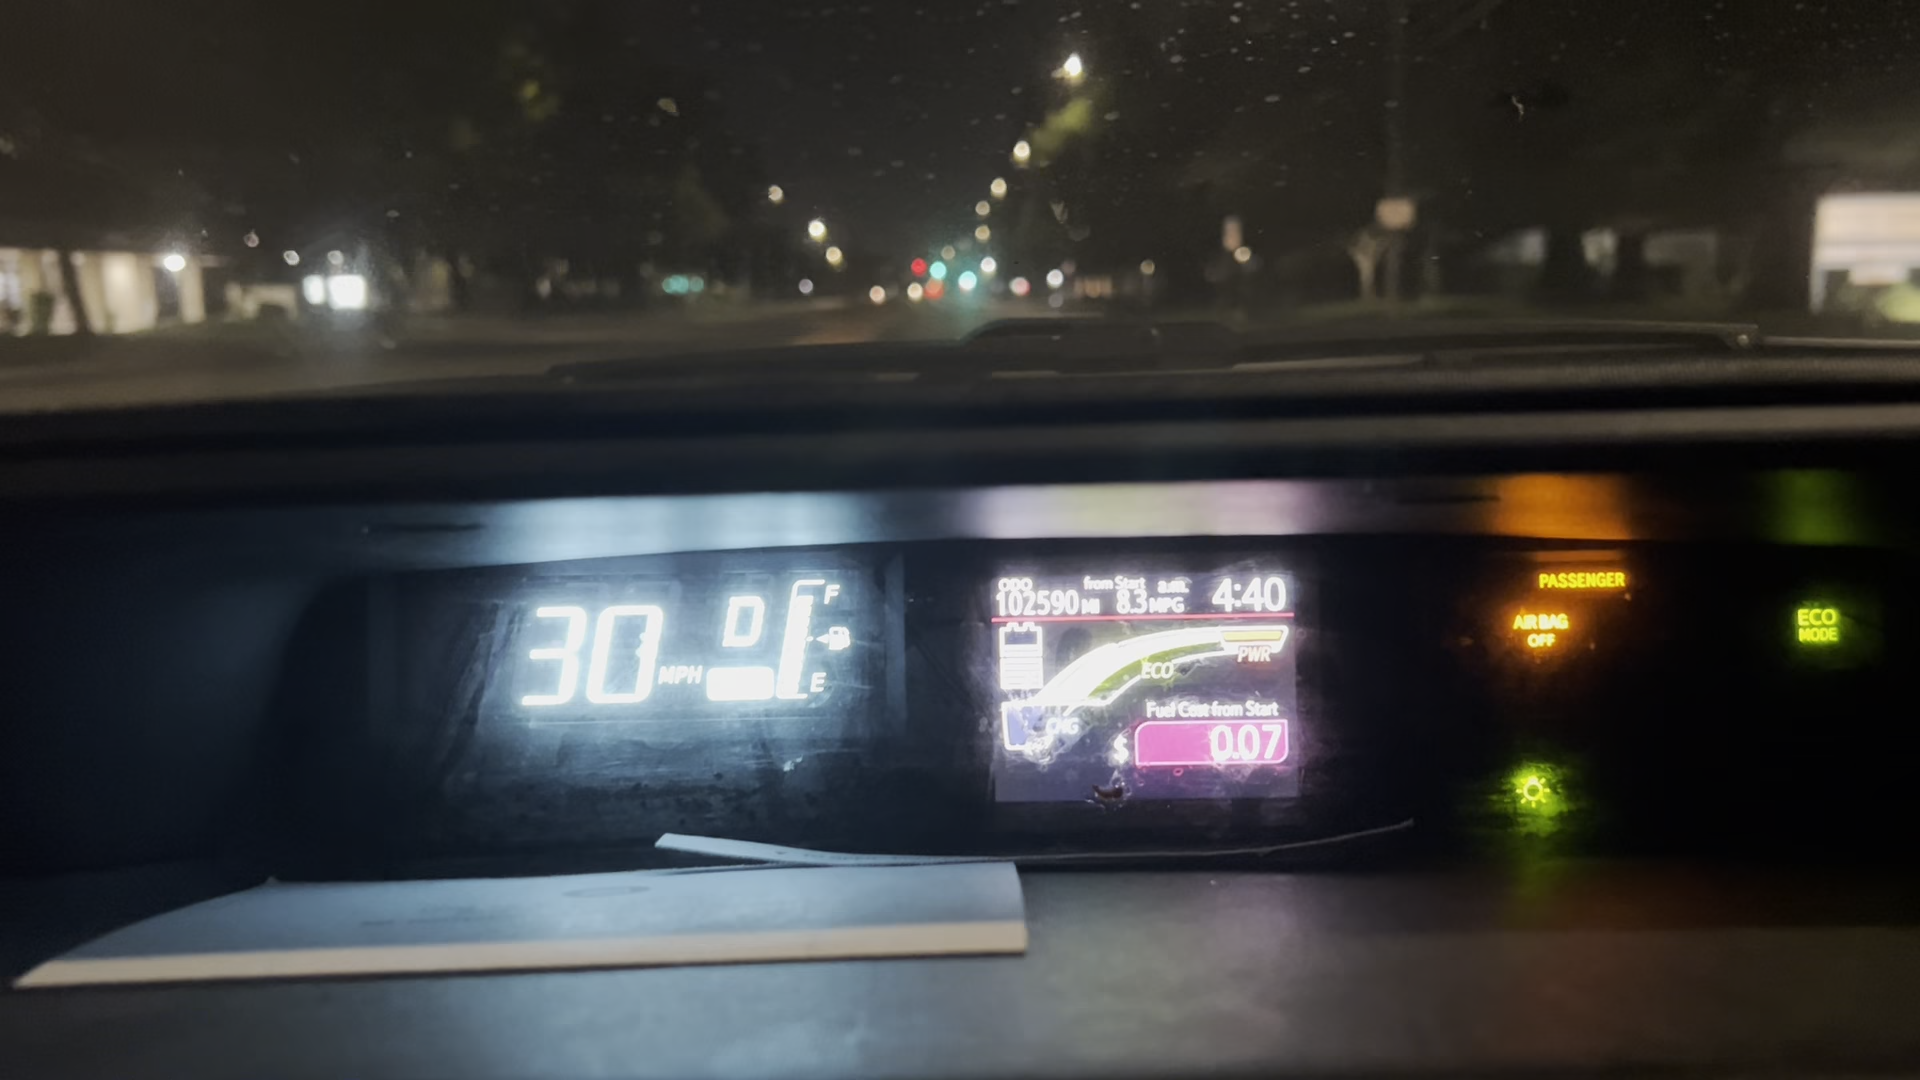 30 MPH
D
F
E
ODO
102590 MI
from Start
8.3 MPG
a.m.
4:40
PWR
ECO
CHG
Fuel Cost from Start
$ 0.07
PASSENGER
AIR BAG
OFF
ECO
MODE